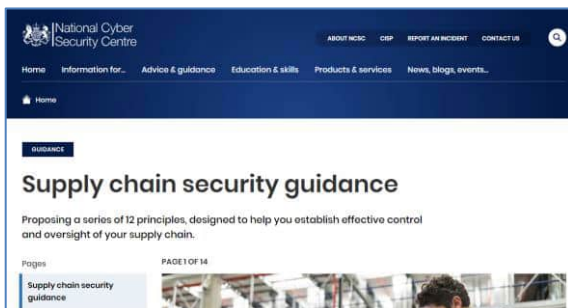 National Cyber
Security Centre
ABOUT NCSC CISP REPORT AN INCIDENT CONTACT US
Home Information for... Advice & guidance Education & skills Products & services News, blogs, events...
Home
GUIDANCE
Supply chain security guidance
Proposing a series of 12 principles, designed to help you establish effective control
and oversight of your supply chain.
Pages
PAGE 1 OF 14
Supply chain security
guidance